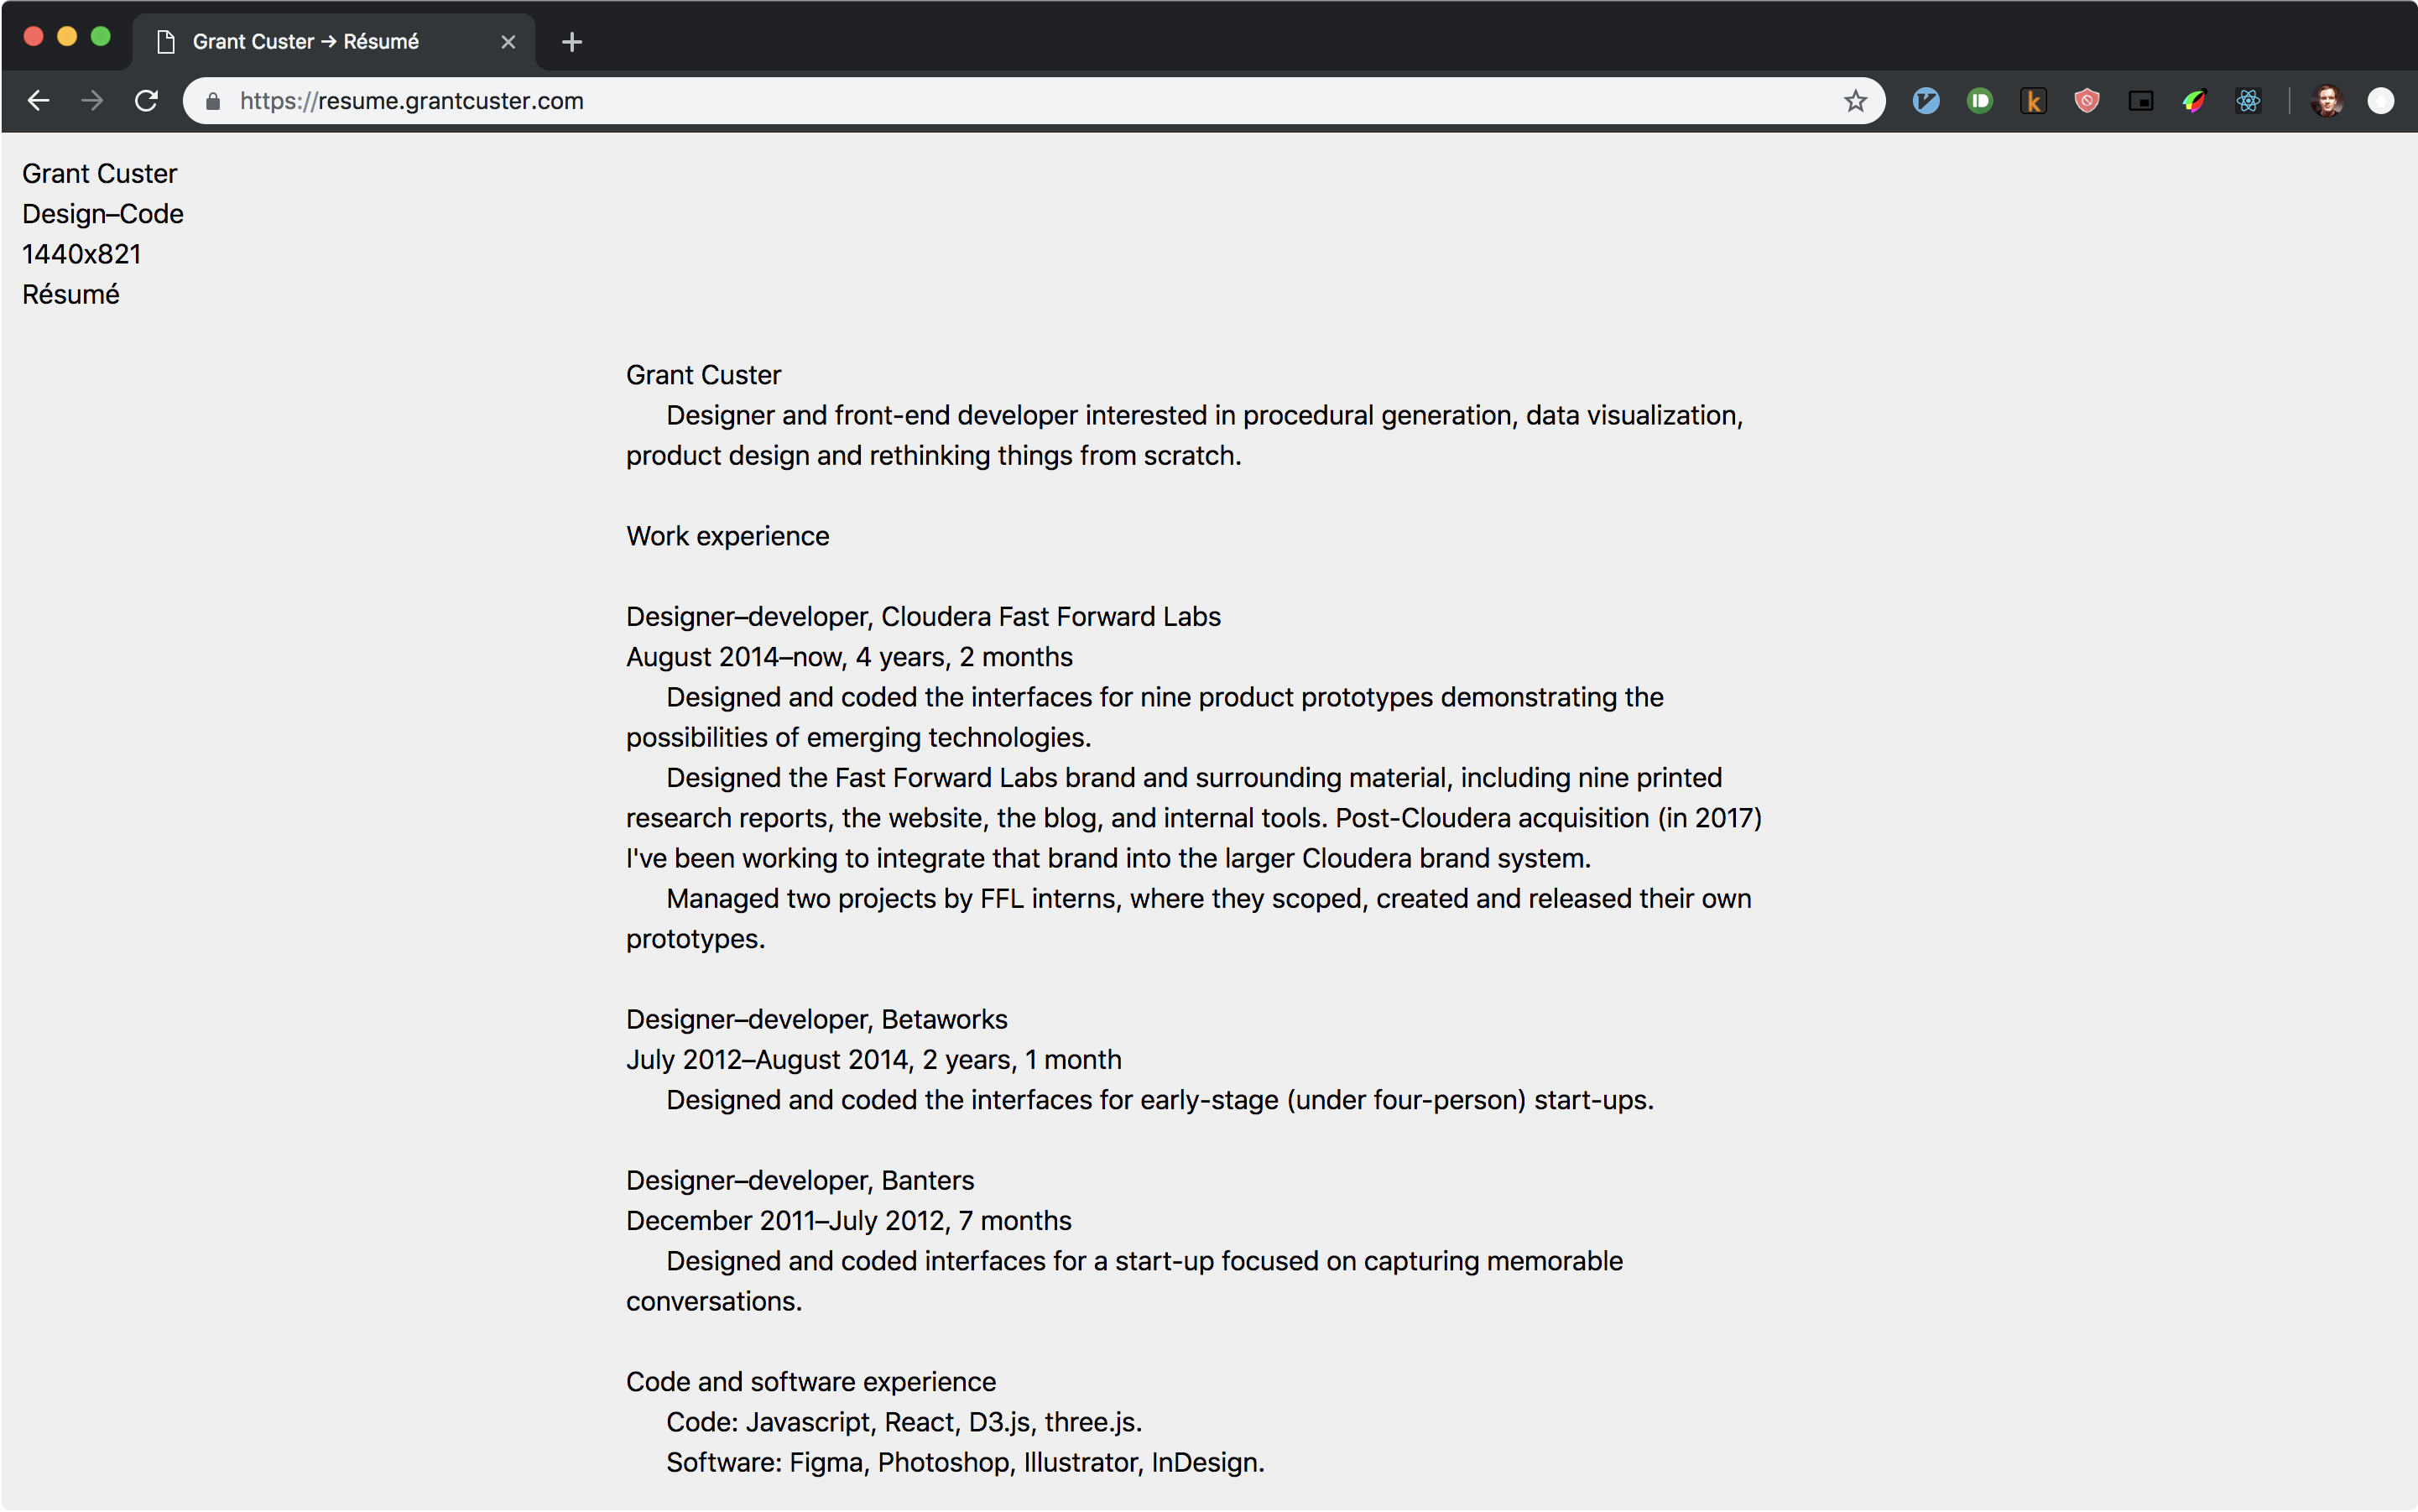 Grant Custer → Résumé
https://resume.grantcuster.com
Grant Custer
Design–Code
1440x821
Résumé
Grant Custer
Designer and front-end developer interested in procedural generation, data visualization,
product design and rethinking things from scratch.
Work experience
Designer–developer, Cloudera Fast Forward Labs
August 2014–now, 4 years, 2 months
Designed and coded the interfaces for nine product prototypes demonstrating the
possibilities of emerging technologies.
Designed the Fast Forward Labs brand and surrounding material, including nine printed
research reports, the website, the blog, and internal tools. Post-Cloudera acquisition (in 2017)
I've been working to integrate that brand into the larger Cloudera brand system.
Managed two projects by FFL interns, where they scoped, created and released their own
prototypes.
Designer–developer, Betaworks
July 2012–August 2014, 2 years, 1 month
Designed and coded the interfaces for early-stage (under four-person) start-ups.
Designer–developer, Banters
December 2011–July 2012, 7 months
Designed and coded interfaces for a start-up focused on capturing memorable
conversations.
Code and software experience
Code: Javascript, React, D3.js, three.js.
Software: Figma, Photoshop, Illustrator, InDesign.